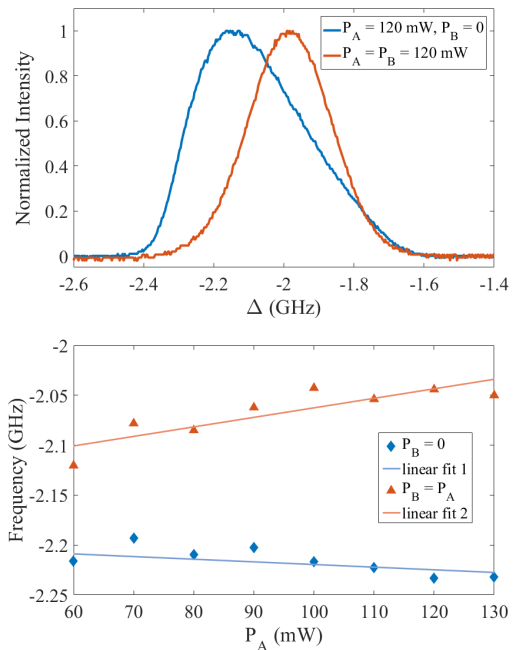 1
0.8
0.6
0.4
0.2
0
Normalized Intensity
P_A = 120 mW, P_B = 0
P_A = P_B = 120 mW
-2.6 -2.4 -2.2 -2 -1.8 -1.6 -1.4
Δ (GHz)
-2
-2.05
-2.1
-2.15
-2.2
-2.25
Frequency (GHz)
P_B = 0
linear fit 1
P_B = P_A
linear fit 2
60 70 80 90 100 110 120 130
P_A (mW)